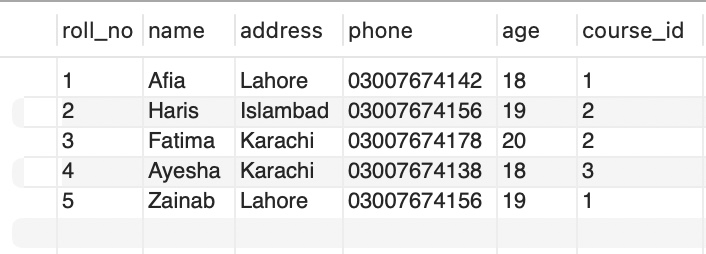 roll_no name address phone age course_id
1 Afia Lahore 03007674142 18 1
2 Haris Islambad 03007674156 19 2
3 Fatima Karachi 03007674178 20 2
4 Ayesha Karachi 03007674138 18 3
5 Zainab Lahore 03007674156 19 1